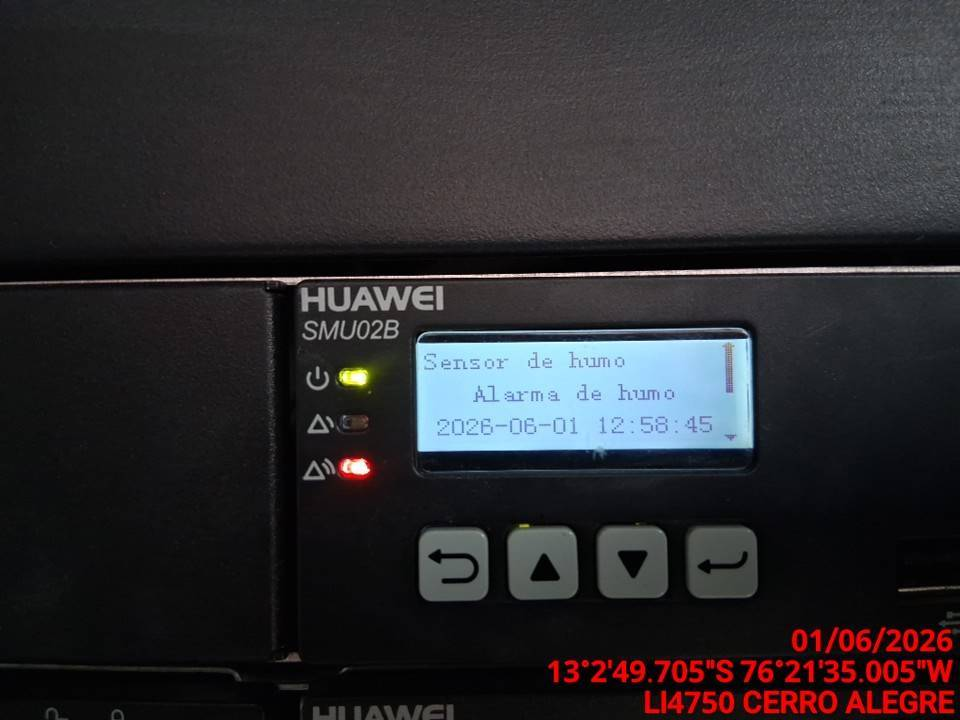 HUAWEI
SMU02B
Sensor de humo
Alarma de humo
2026-06-01 12:58:45
HUAWEI
01/06/2026
13°2'49.705"S 76°21'35.005"W
LI4750 CERRO ALEGRE